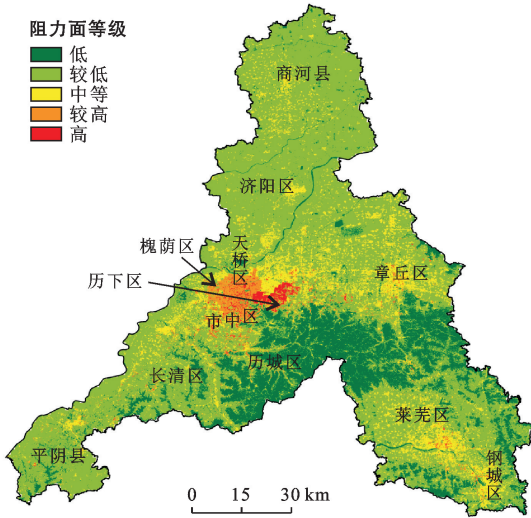 阻力面等级
低
较低
中等
较高
高
商河县
济阳区
天桥区
槐荫区
历下区
章丘区
市中区
历城区
长清区
莱芜区
平阴县
钢城区
0 15 30 km